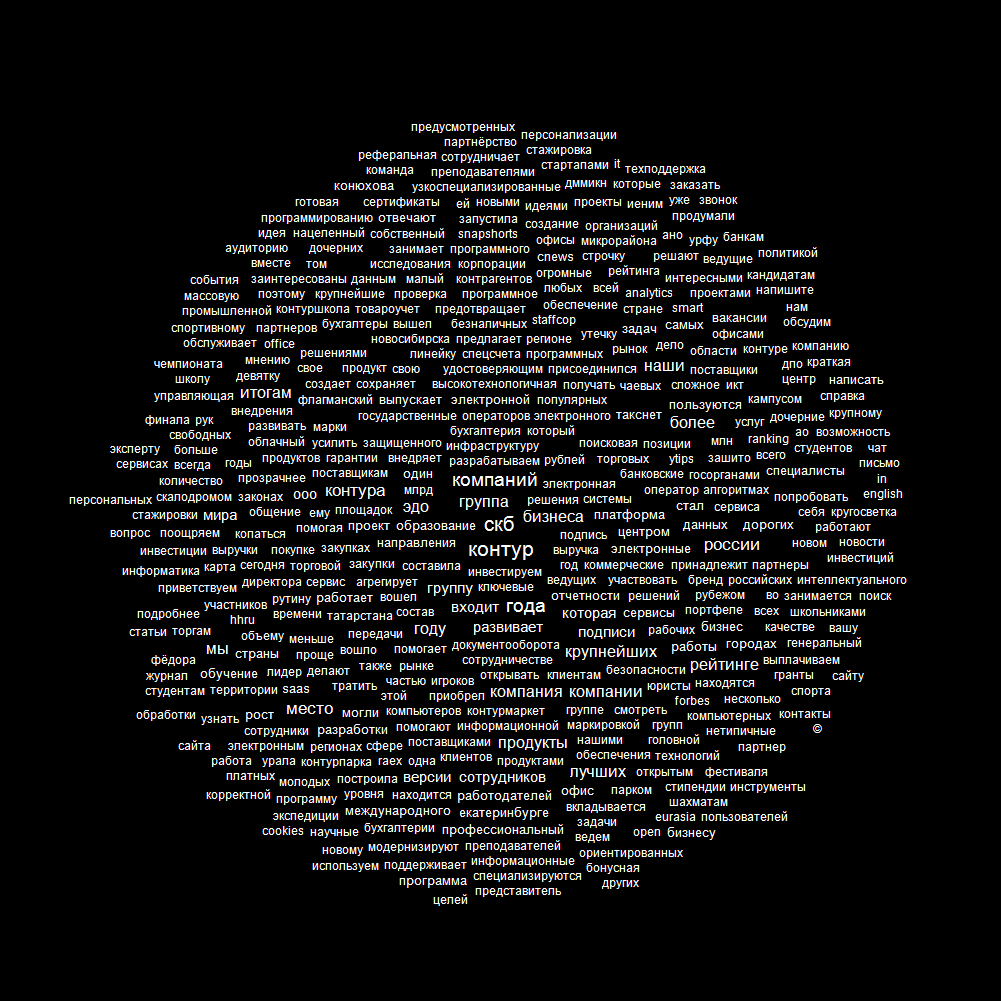 предусмотренных
партнёрство персонализации
реферальная сотрудничает стажировка
команда преподавателями стартапами it техподдержка
конюхова узкоспециализированные дммикн которые заказать
готовая сертификаты ей новыми идеями проекты иеним уже звонок
программированию отвечают запустила создание организаций продумали
идея нацеленный собственный snapshorts офисы микрорайона ано урфу банкам
аудиторию дочерних занимает программного cnews строчку решают ведущие политикой
вместе том исследования корпорации огромные рейтинга интересными кандидатам
события заинтересованы данным малый контрагентов любых всей analytics проектами напишите
массовую поэтому крупнейшие проверка программное обеспечение стране smart нам
промышленной контуршкола товароучет предотвращает staffcop утечку задач самых вакансии обсудим
спортивному партнеров бухгалтеры вышел безналичных офисами
обслуживает office новосибирска предлагает регионе рынок дело области контуре компанию
чемпионата мнению решениями линейку спецсчета программных наши поставщики дпо краткая
школу девятку свое продукт свою удостоверяющим присоединился сложное икт центр написать
управляющая итогам создает сохраняет высокотехнологичная получать чаевых справка
внедрения флагманский выпускает электронной популярных пользуются кампусом
финала рук развивать марки государственные операторов электронного такснет более услуг дочерние крупному
свободных облачный усилить защищенного бухгалтерия который поисковая позиции млн ranking ао возможность
эксперту больше инфраструктуру студентов чат
сервисах всегда годы продуктов гарантии внедряет разрабатываем рублей торговых ytips зашито всего письмо
количество прозрачнее поставщикам один компаний электронная банковские госорганами специалисты in
персональных скалодромом законах ооо контура млрд группа решения системы оператор алгоритмах попробовать english
стажировки мира общение ему площадок эдо бизнеса платформа стал сервиса себя кругосветка
вопрос поощряем копаться помогая проект образование скб подпись центром данных дорогих работают
инвестиции выручки покупке закупках направления контур выручка электронные россии новом новости
информатика карта сегодня торговой закупки составила инвестируем год коммерческие принадлежит партнеры инвестиций
приветствуем директора сервис агрегирует группу ключевые ведущих участвовать бренд российских интеллектуального
участников рутину работает вошел отчетности решений рубежом во занимается поиск
подробнее hhru времени татарстана состав входит года которая сервисы портфеле всех школьниками
статьи торгам объему меньше передачи году развивает подписи рабочих бизнес качестве вашу
мы страны проще вошло помогает документооборота крупнейших работы городах генеральный
фёдора также рынке сотрудничестве рейтинге выплачиваем
журнал обучение лидер делают частью игроков открывать клиентам безопасности юристы находятся гранты сайту
студентам территории saas тратить этой приобрел компания компании forbes несколько спорта
обработки узнать рост место могли компьютеров контурмаркет группе смотреть компьютерных контакты
сотрудники разработки помогают информационной маркировкой групп нетипичные ©
сайта электронным регионах сфере поставщиками продукты нашими головной партнер
работа урала контурпарка raex одна клиентов продуктами обеспечения технологий
платных молодых построила версии сотрудников лучших открытым фестиваля
корректной программу уровня находится работодателей офис парком стипендии инструменты
экспедиции международного екатеринбурге вкладывается шахматам
cookies научные бухгалтерии профессиональный задачи eurasia пользователей
новому модернизируют преподавателей ведем open бизнесу
используем поддерживает информационные ориентированных
программа специализируются бонусная
целей представитель других